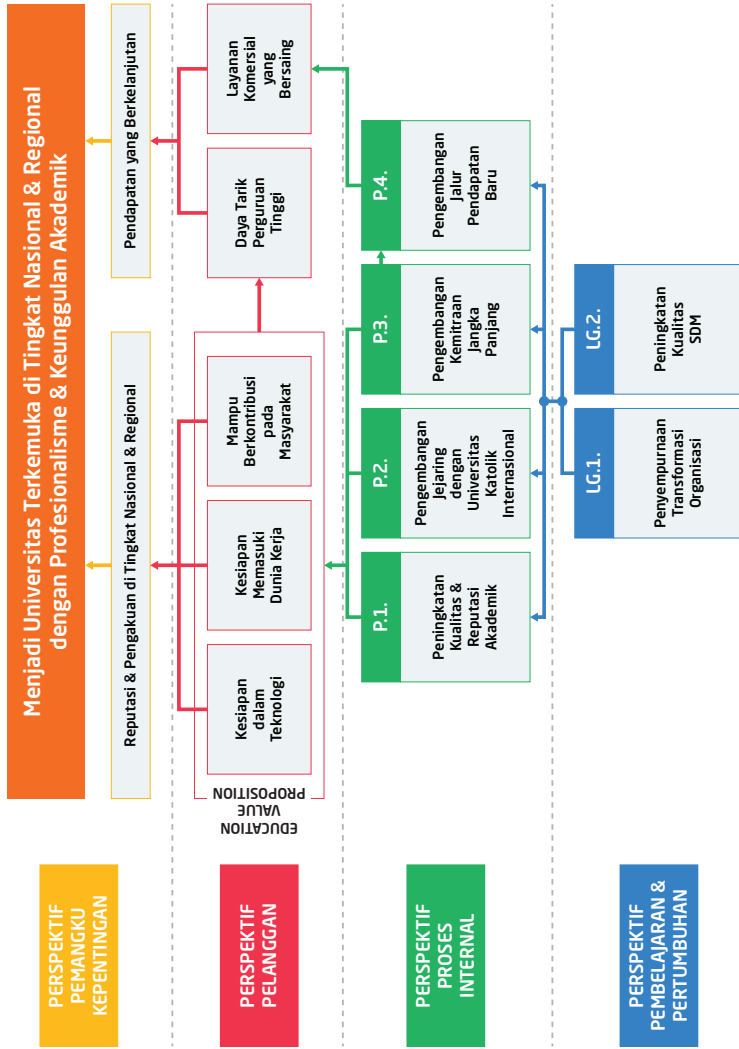 Menjadi Universitas Terkemuka di Tingkat Nasional & Regional
dengan Profesionalisme & Keunggulan Akademik
PERSPEKTIF
PEMANGKU
KEPENTINGAN
Reputasi & Pengakuan di Tingkat Nasional & Regional
Pendapatan yang Berkelanjutan
PERSPEKTIF
PELANGGAN
EDUCATION
VALUE
PROPOSITION
Kesiapan
dalam
Teknologi
Kesiapan
Memasuki
Dunia Kerja
Mampu
Berkontribusi
pada
Masyarakat
Daya Tarik
Perguruan
Tinggi
Layanan
Komersial
yang
Bersaing
PERSPEKTIF
PROSES
INTERNAL
P.1.
Peningkatan
Kualitas &
Reputasi
Akademik
P.2.
Pengembangan
Jejaring
dengan
Universitas
Katolik
Internasional
P.3.
Pengembangan
Kemitraan
Jangka
Panjang
P.4.
Pengembangan
Jalur
Pendapatan
Baru
PERSPEKTIF
PEMBELAJARAN &
PERTUMBUHAN
LG.1.
Penyempurnaan
Transformasi
Organisasi
LG.2.
Peningkatan
Kualitas
SDM